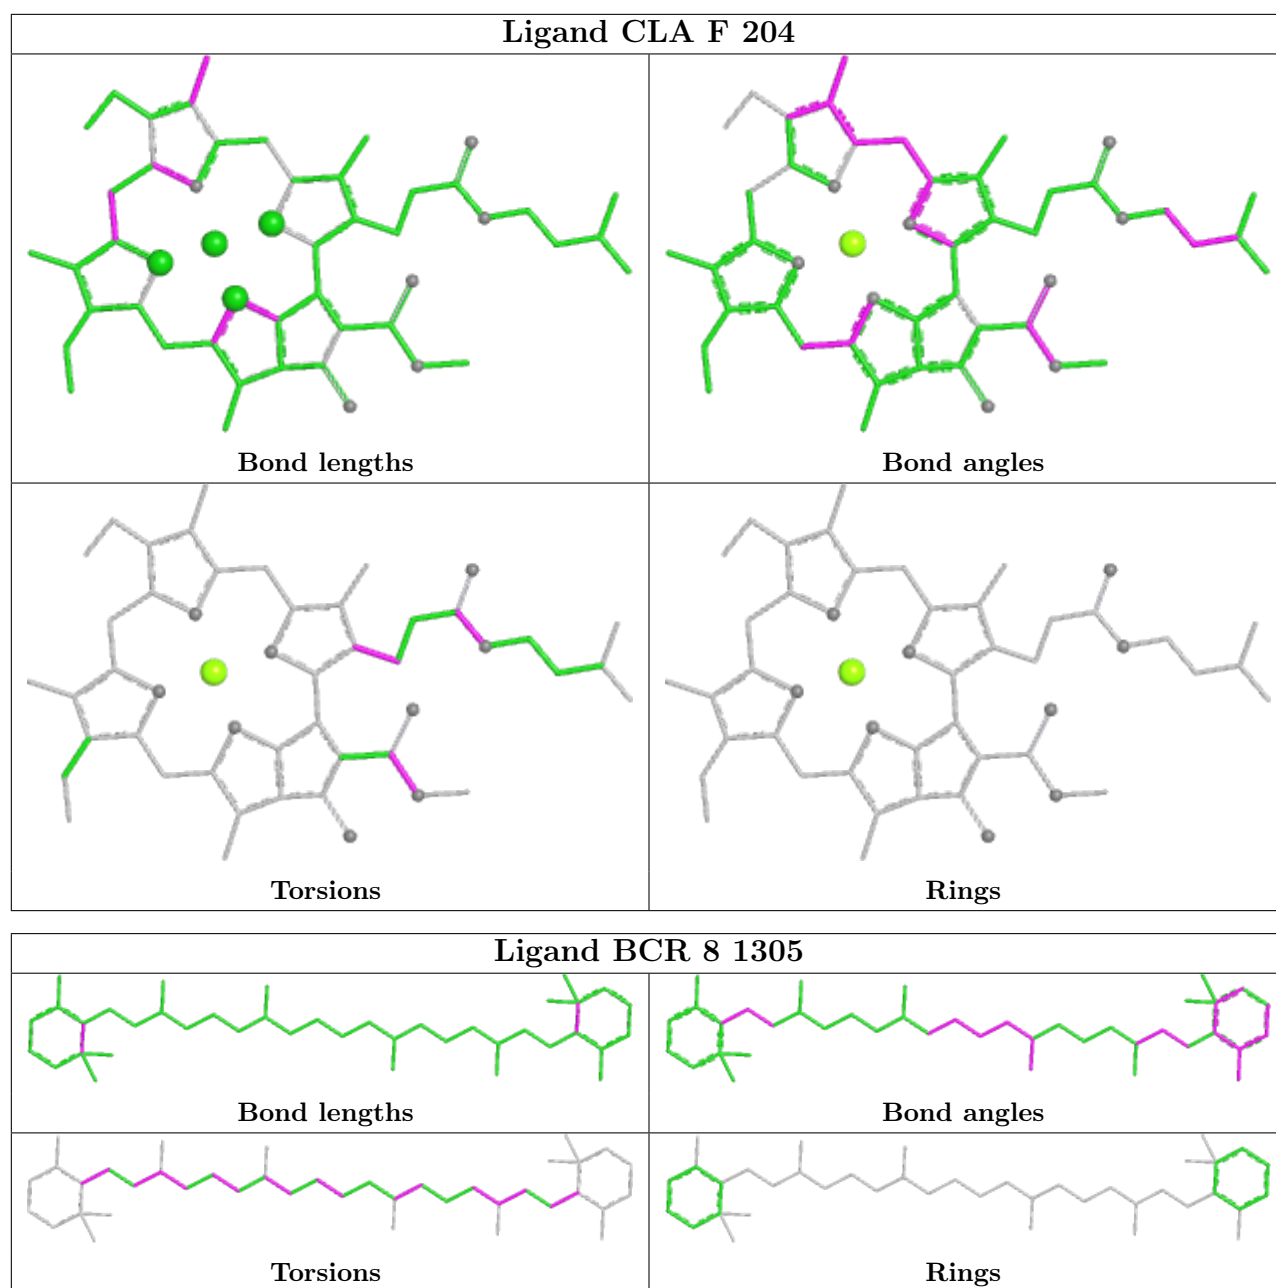 Ligand CLA F 204
Bond lengths
Bond angles
Torsions
Rings
Ligand BCR 8 1305
Bond lengths
Bond angles
Torsions
Rings